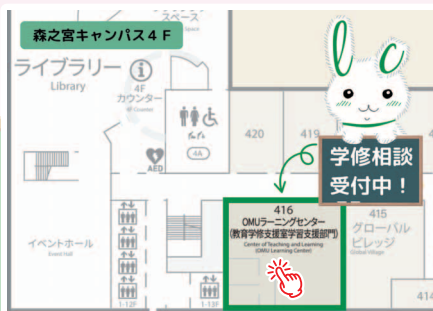 森之宮キャンパス4F
スペース
Space
ライブラリー
Library
4F
カウンター
Counter
AED
4A
420
419
lc
学修相談
受付中！
416
OMUラーニングセンター
(教育学修支援室学習支援部門)
Center of Teaching and Learning
(OMU Learning Center)
415
グローバル
ビレッジ
Global Village
イベントホール
Event Hall
1-12F
1-13F
414